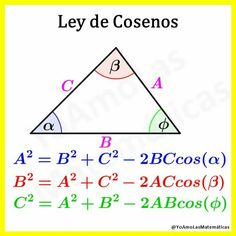 Ley de Cosenos
β
C
A
α
ϕ
B
A² = B² + C² − 2BCcos(α)
B² = A² + C² − 2ACcos(β)
C² = A² + B² − 2ABcos(ϕ)
@YoAmoLasMatemáticas